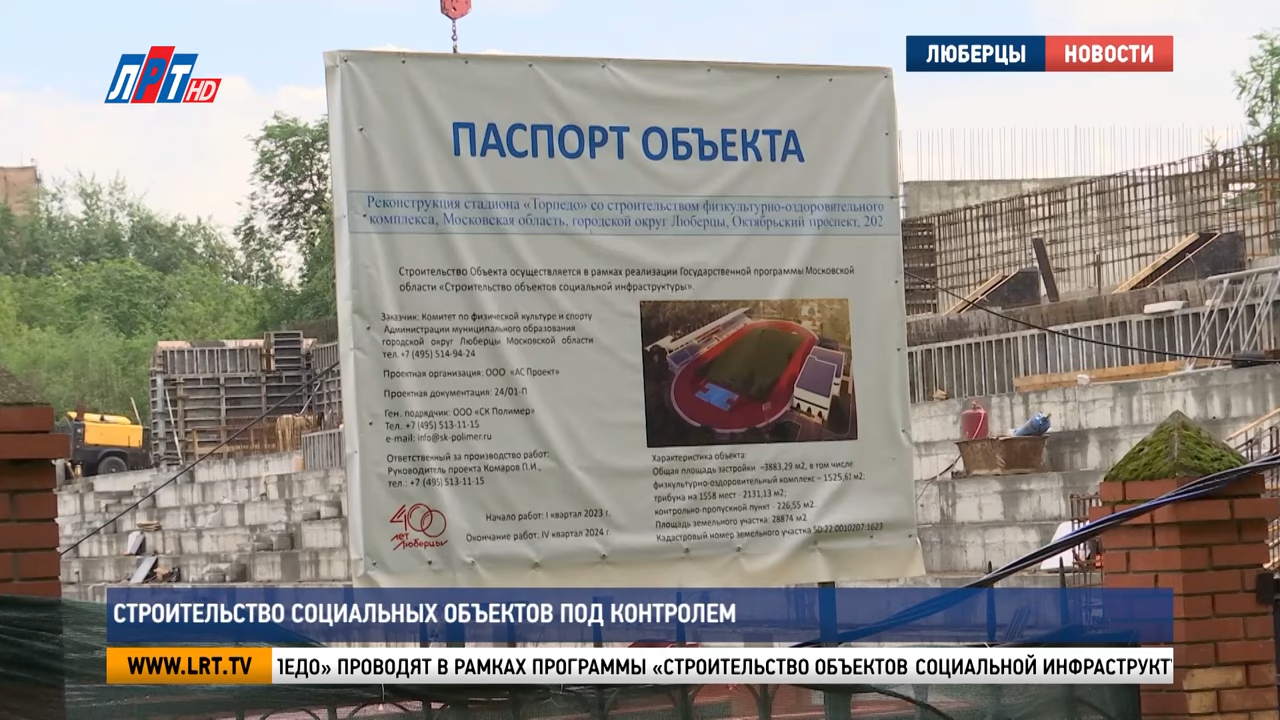 ЛРТ HD
ЛЮБЕРЦЫ НОВОСТИ
ПАСПОРТ ОБЪЕКТА
Реконструкция стадиона «Торпедо» со строительством физкультурно-оздоровительного
комплекса, Московская область, городской округ Люберцы, Октябрьский проспект, 202
Строительство Объекта осуществляется в рамках реализации Государственной программы Московской
области «Строительство объектов социальной инфраструктуры».
Заказчик: Комитет по физической культуре и спорту
Администрации муниципального образования
городской округ Люберцы Московской области
тел. +7 (495) 514-94-24
Проектная организация: ООО «АС Проект»
Проектная документация: 24/01-П
Ген. подрядчик: ООО «СК Полимер»
Тел. +7 (495) 513-11-15
e-mail: info@sk-polimer.ru
Ответственный за производство работ:
Руководитель проекта Комаров П.И.,
тел.: +7 (495) 513-11-15
400
лет
Люберцы
Начало работ: I квартал 2023 г.
Окончание работ: IV квартал 2024 г.
Характеристика объекта:
Общая площадь застройки –3883,29 м2, в том числе
физкультурно-оздоровительный комплекс – 1525,61 м2;
трибуна на 1558 мест - 2131,13 м2;
контрольно-пропускной пункт - 226,55 м2
Площадь земельного участка: 28874 м2
Кадастровый номер земельного участка 50:22:0010207:1623
СТРОИТЕЛЬСТВО СОЦИАЛЬНЫХ ОБЪЕКТОВ ПОД КОНТРОЛЕМ
WWW.LRT.TV ПЕДО» ПРОВОДЯТ В РАМКАХ ПРОГРАММЫ «СТРОИТЕЛЬСТВО ОБЪЕКТОВ СОЦИАЛЬНОЙ ИНФРАСТРУКТ